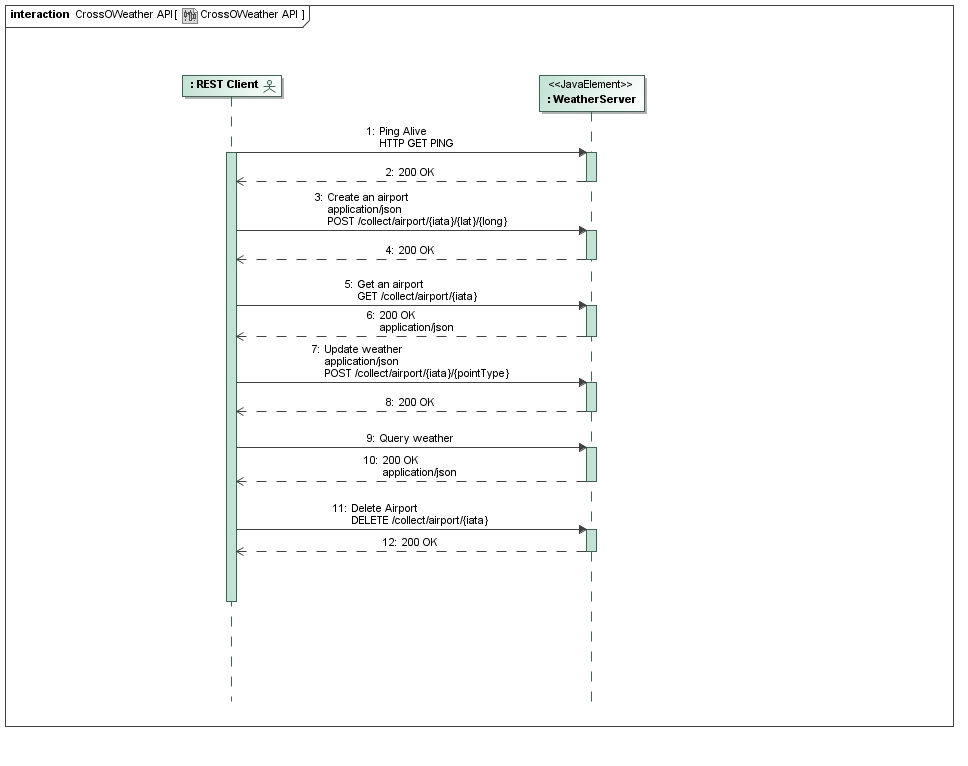 interaction CrossOWeather API[ CrossOWeather API ]
: REST Client
<<JavaElement>>
: WeatherServer
1: Ping Alive
HTTP GET PING
2: 200 OK
3: Create an airport
application/json
POST /collect/airport/{iata}/{lat}/{long}
4: 200 OK
5: Get an airport
GET /collect/airport/{iata}
6: 200 OK
application/json
7: Update weather
application/json
POST /collect/airport/{iata}/{pointType}
8: 200 OK
9: Query weather
10: 200 OK
application/json
11: Delete Airport
DELETE /collect/airport/{iata}
12: 200 OK